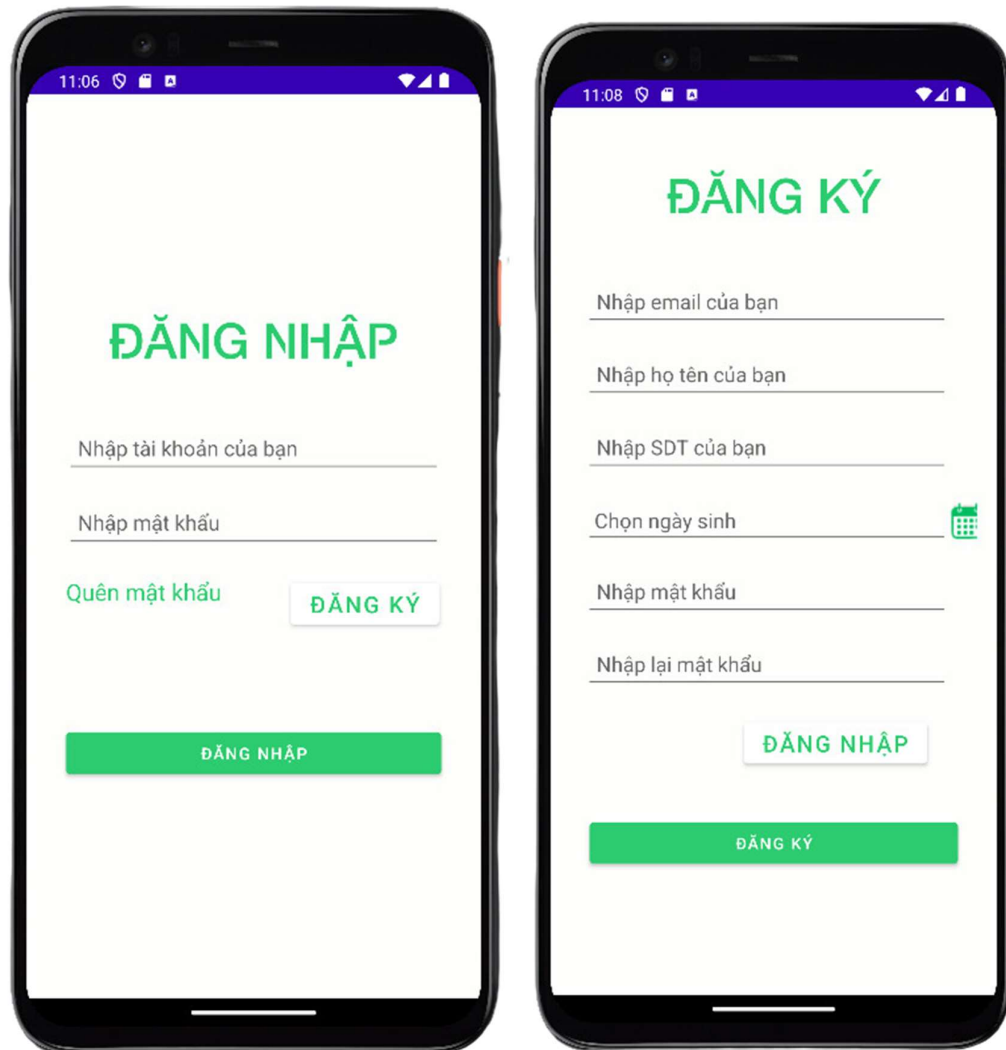 11:06
ĐĂNG NHẬP
Nhập tài khoản của bạn
Nhập mật khẩu
Quên mật khẩu
ĐĂNG KÝ
ĐĂNG NHẬP
11:08
ĐĂNG KÝ
Nhập email của bạn
Nhập họ tên của bạn
Nhập SDT của bạn
Chọn ngày sinh
Nhập mật khẩu
Nhập lại mật khẩu
ĐĂNG NHẬP
ĐĂNG KÝ